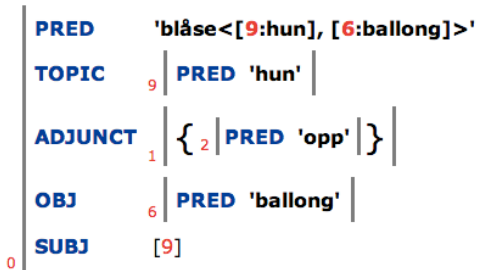 PRED 'blåse<[9:hun], [6:ballong]>'
TOPIC 9 PRED 'hun'
ADJUNCT 1 { 2 PRED 'opp' }
OBJ 6 PRED 'ballong'
0 SUBJ [9]